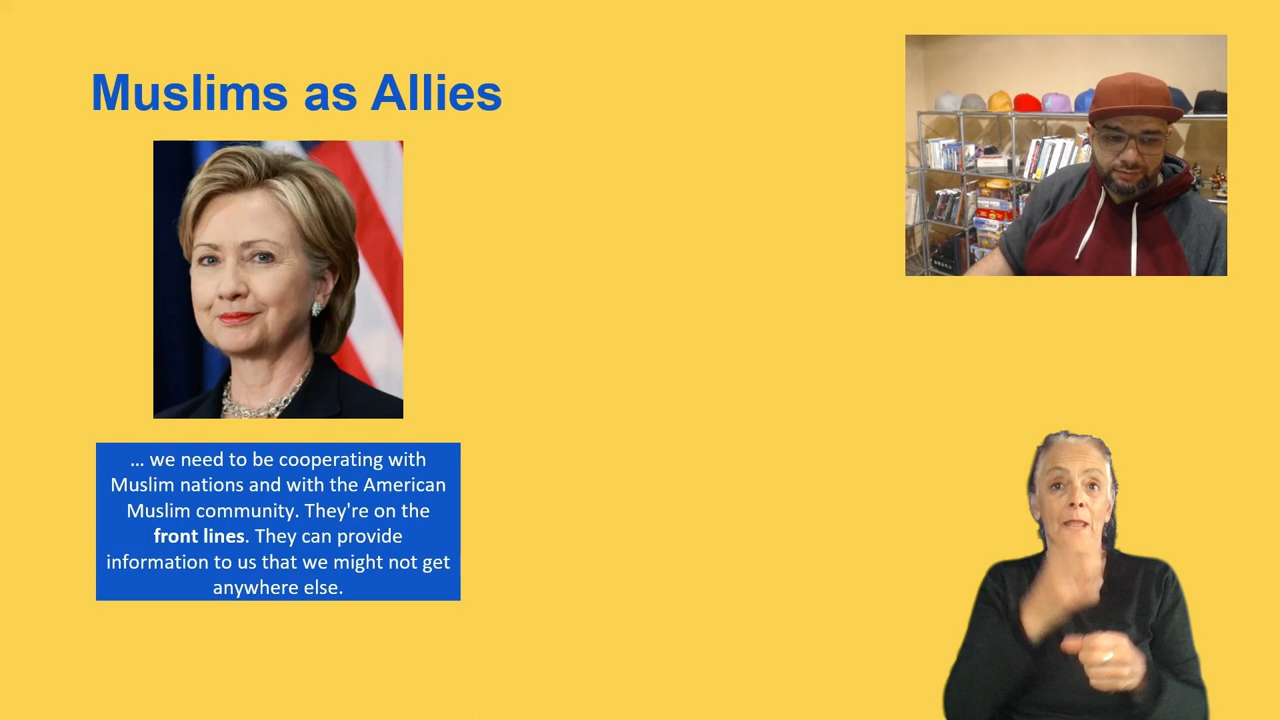 Muslims as Allies
... we need to be cooperating with
Muslim nations and with the American
Muslim community. They're on the
front lines. They can provide
information to us that we might not get
anywhere else.